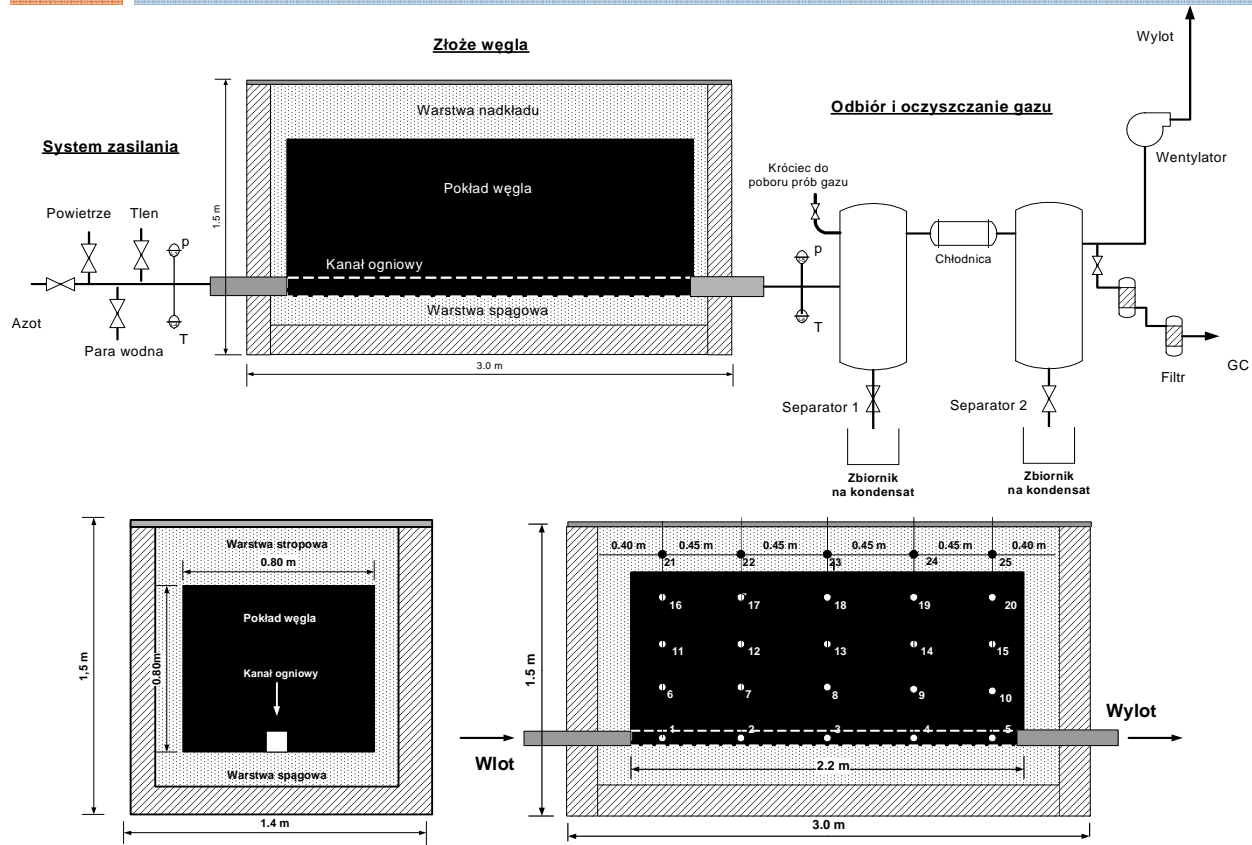 Złoże węgla
Wylot
Warstwa nadkładu
Odbiór i oczyszczanie gazu
System zasilania
Króciec do
poboru prób gazu
Wentylator
Pokład węgla
1.5 m
Powietrze
Tlen
p
p
Chłodnica
Kanał ogniowy
Azot
Warstwa spągowa
T
T
Para wodna
3.0 m
GC
Filtr
Separator 1
Separator 2
Zbiornik
na kondensat
Zbiornik
na kondensat
Warstwa stropowa
0.80 m
Pokład węgla
1,5 m
0.80m
Kanał ogniowy
Warstwa spągowa
1.4 m
0.40 m
0.45 m
0.45 m
0.45 m
0.45 m
0.40 m
21
22
23
24
25
16
17
18
19
20
11
12
13
14
15
1.5 m
6
7
8
9
10
1
2
3
4
5
Wlot
Wylot
2.2 m
3.0 m